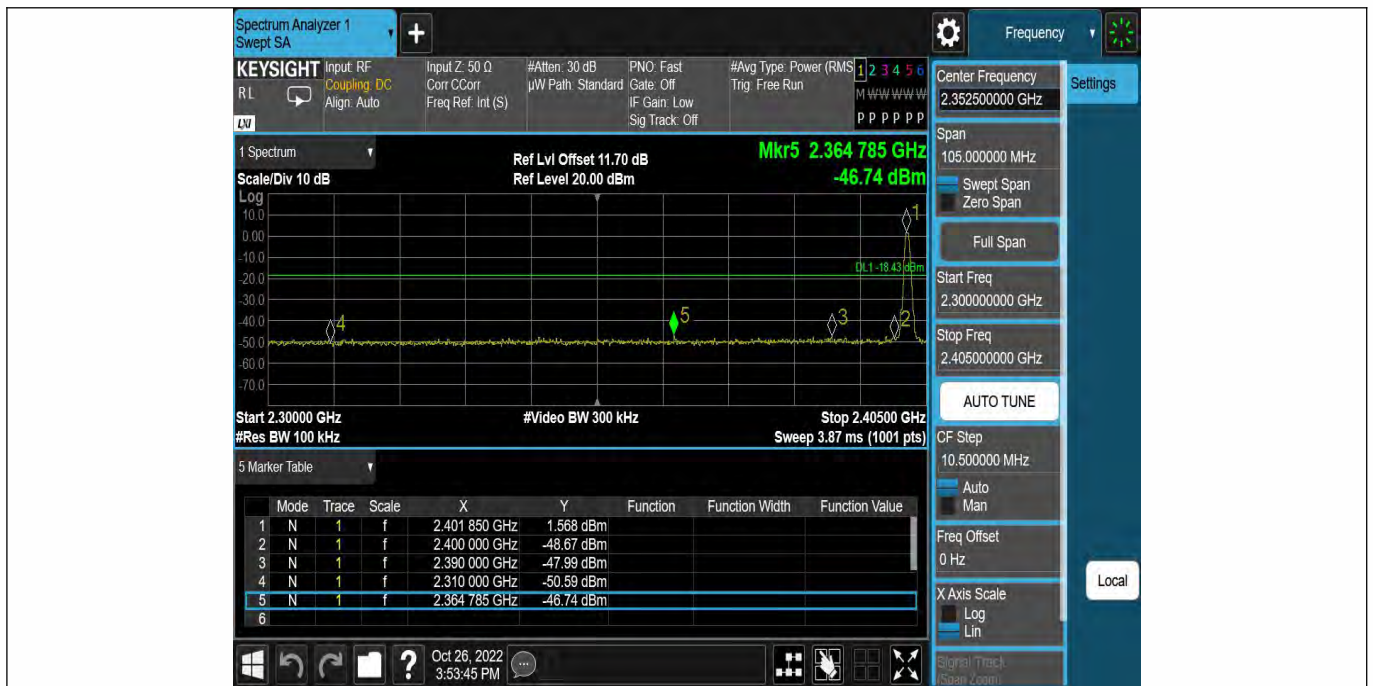 Spectrum Analyzer 1
Swept SA
+
Frequency
KEYSIGHT
RL
LXI
Input: RF
Coupling: DC
Align: Auto
Input Z: 50 Ω
Corr CCorr
Freq Ref: Int (S)
#Atten: 30 dB
µW Path: Standard
PNO: Fast
Gate: Off
IF Gain: Low
Sig Track: Off
#Avg Type: Power (RMS
Trig: Free Run
1 2 3 4 5 6
M W W W W W
P P P P P P
1 Spectrum
Scale/Div 10 dB
Ref Lvl Offset 11.70 dB
Ref Level 20.00 dBm
Mkr5 2.364 785 GHz
-46.74 dBm
Log
10.0
0.00
-10.0
-20.0
-30.0
-40.0
-50.0
-60.0
-70.0
DL1 -18.43 dBm
1
2
3
4
5
Start 2.30000 GHz
#Video BW 300 kHz
Stop 2.40500 GHz
#Res BW 100 kHz
Sweep 3.87 ms (1001 pts)
5 Marker Table
Mode Trace Scale X Y Function Function Width Function Value
1 N 1 f 2.401 850 GHz 1.568 dBm
2 N 1 f 2.400 000 GHz -48.67 dBm
3 N 1 f 2.390 000 GHz -47.99 dBm
4 N 1 f 2.310 000 GHz -50.59 dBm
5 N 1 f 2.364 785 GHz -46.74 dBm
6
?
Oct 26, 2022
3:53:45 PM
Center Frequency
2.352500000 GHz
Settings
Span
105.000000 MHz
Swept Span
Zero Span
Full Span
Start Freq
2.300000000 GHz
Stop Freq
2.405000000 GHz
AUTO TUNE
CF Step
10.500000 MHz
Auto
Man
Freq Offset
0 Hz
X Axis Scale
Log
Lin
Signal Track
(Span Zoom)
Local